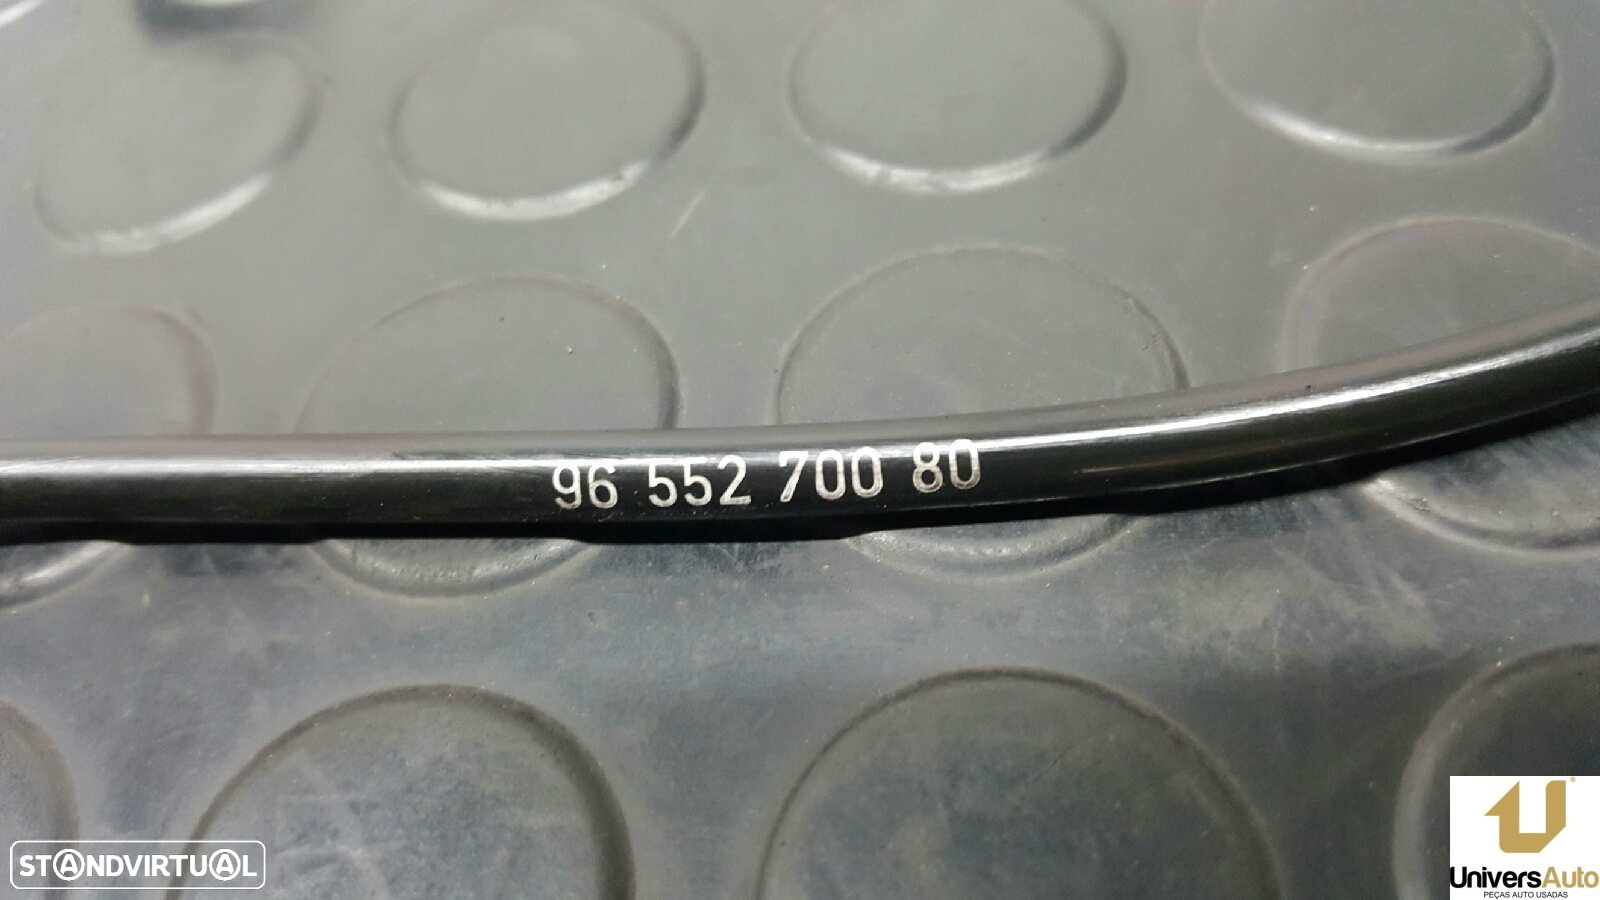 96 552 700 80
STANDVIRTUAL
UniversAuto
PEÇAS AUTO USADAS